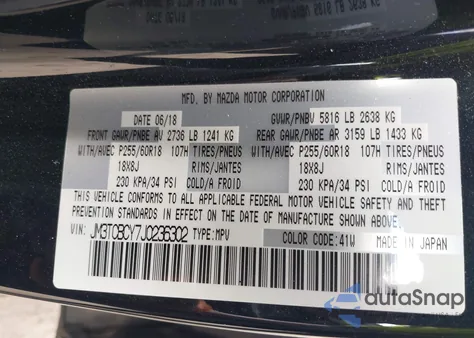 MFD. BY MAZDA MOTOR CORPORATION
DATE 06/18 GVWR/PNBV 5816 LB 2638 KG
FRONT GAWR/PNBE AV 2736 LB 1241 KG REAR GAWR/PNBE AR 3159 LB 1433 KG
WITH/AVEC P255/60R18 107H TIRES/PNEUS WITH/AVEC P255/60R18 107H TIRES/PNEUS
18X8J RIMS/JANTES 18X8J RIMS/JANTES
230 KPA/34 PSI COLD/A FROID 230 KPA/34 PSI COLD/A FROID
THIS VEHICLE CONFORMS TO ALL APPLICABLE FEDERAL MOTOR VEHICLE SAFETY AND THEFT
PREVENTION STANDARDS IN EFFECT ON THE DATE OF MANUFACTURE SHOWN ABOVE.
VIN: JM3TCBCY7J0236302 TYPE:MPV COLOR CODE:41W MADE IN JAPAN
autoSnap